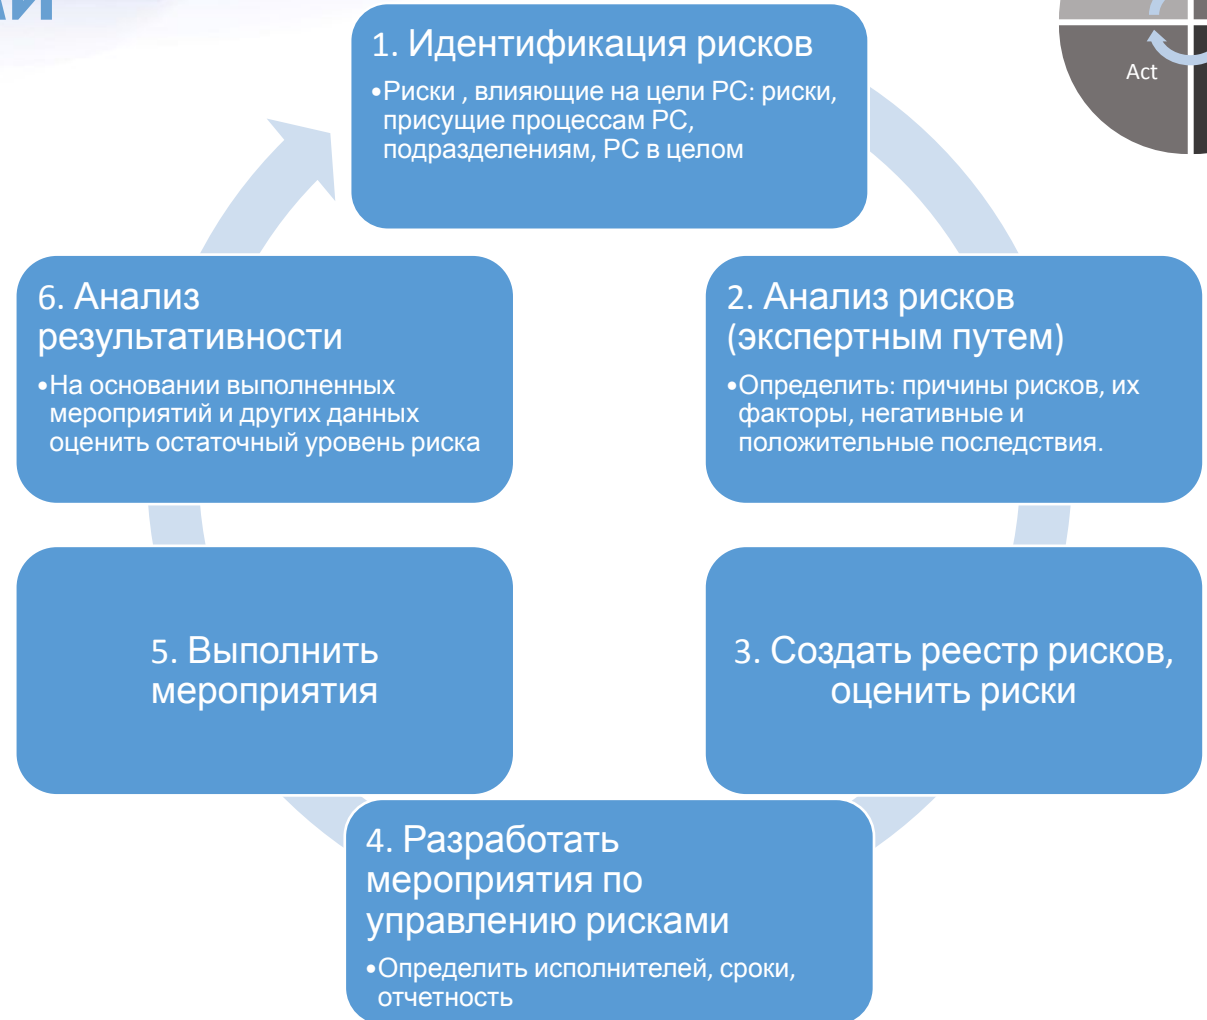 1. Идентификация рисков
•Риски , влияющие на цели РС: риски,
присущие процессам РС,
подразделениям, РС в целом
Act
2. Анализ рисков
(экспертным путем)
•Определить: причины рисков, их
факторы, негативные и
положительные последствия.
3. Создать реестр рисков,
оценить риски
4. Разработать
мероприятия по
управлению рисками
•Определить исполнителей, сроки,
отчетность
5. Выполнить
мероприятия
6. Анализ
результативности
•На основании выполненных
мероприятий и других данных
оценить остаточный уровень риска